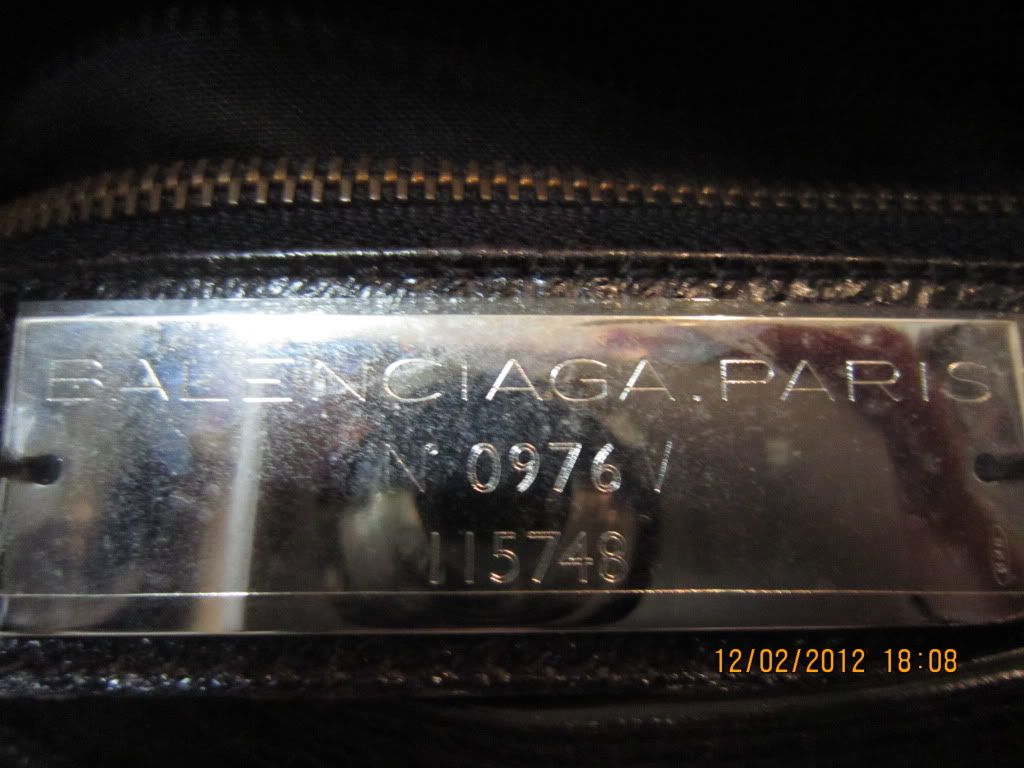 BALENCIAGA.PARIS
N° 0976 V
115748
12/02/2012 18:08